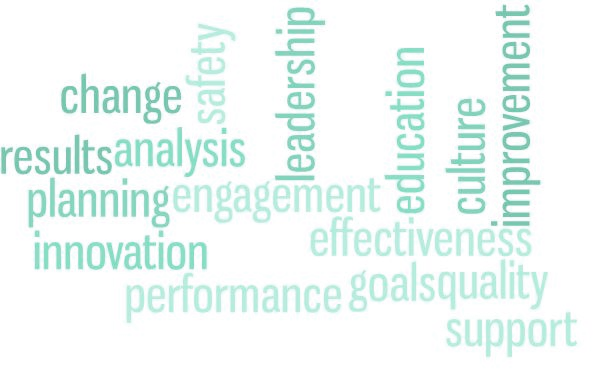 safety
leadership
education
improvement
change
culture
results
analysis
planning
engagement
effectiveness
innovation
performance
goals
quality
support